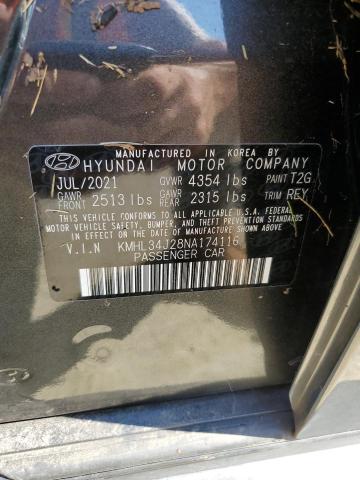 MANUFACTURED IN KOREA BY
HYUNDAI MOTOR COMPANY
JUL/2021 GVWR 4354 lbs PAINT T2G
GAWR FRONT 2513 lbs GAWR REAR 2315 lbs TRIM REY
THIS VEHICLE CONFORMS TO ALL APPLICABLE U.S.A. FEDERAL
MOTOR VEHICLE SAFETY, BUMPER AND THEFT PREVENTION STANDARDS
IN EFFECT ON THE DATE OF MANUFACTURE SHOWN ABOVE.
V.I.N KMHL34J28NA174116
PASSENGER CAR